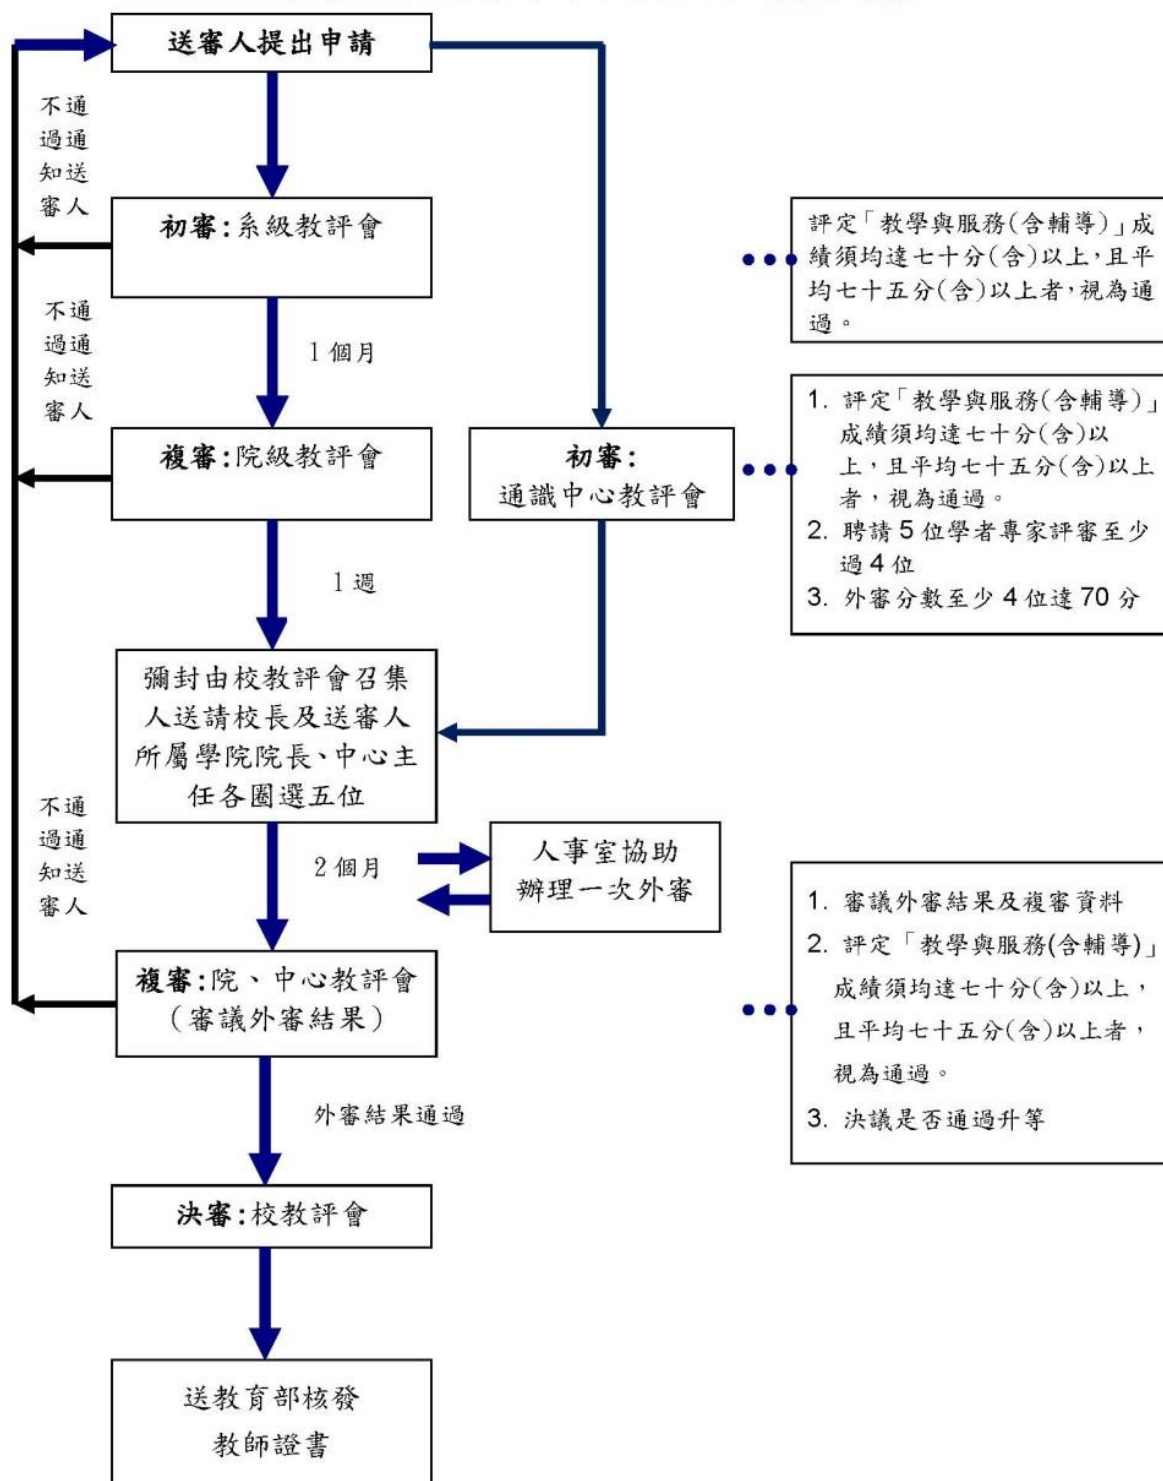 送審人提出申請
不通
過通
知送
審人
初審:系級教評會
評定「教學與服務(含輔導)」成
績須均達七十分(含)以上,且平
均七十五分(含)以上者,視為通
過。
不通
過通
知送
審人
1個月
複審:院級教評會
初審:
通識中心教評會
1. 評定「教學與服務(含輔導)」
成績須均達七十分(含)以
上,且平均七十五分(含)以上
者,視為通過。
2. 聘請 5 位學者專家評審至少
過 4 位
3. 外審分數至少 4 位達 70 分
1週
彌封由校教評會召集
人送請校長及送審人
所屬學院院長、中心主
任各圈選五位
不通
過通
知送
審人
2個月
人事室協助
辦理一次外審
複審:院、中心教評會
(審議外審結果)
1. 審議外審結果及複審資料
2. 評定「教學與服務(含輔導)」
成績須均達七十分(含)以上,
且平均七十五分(含)以上者,
視為通過。
3. 決議是否通過升等
外審結果通過
決審:校教評會
送教育部核發
教師證書